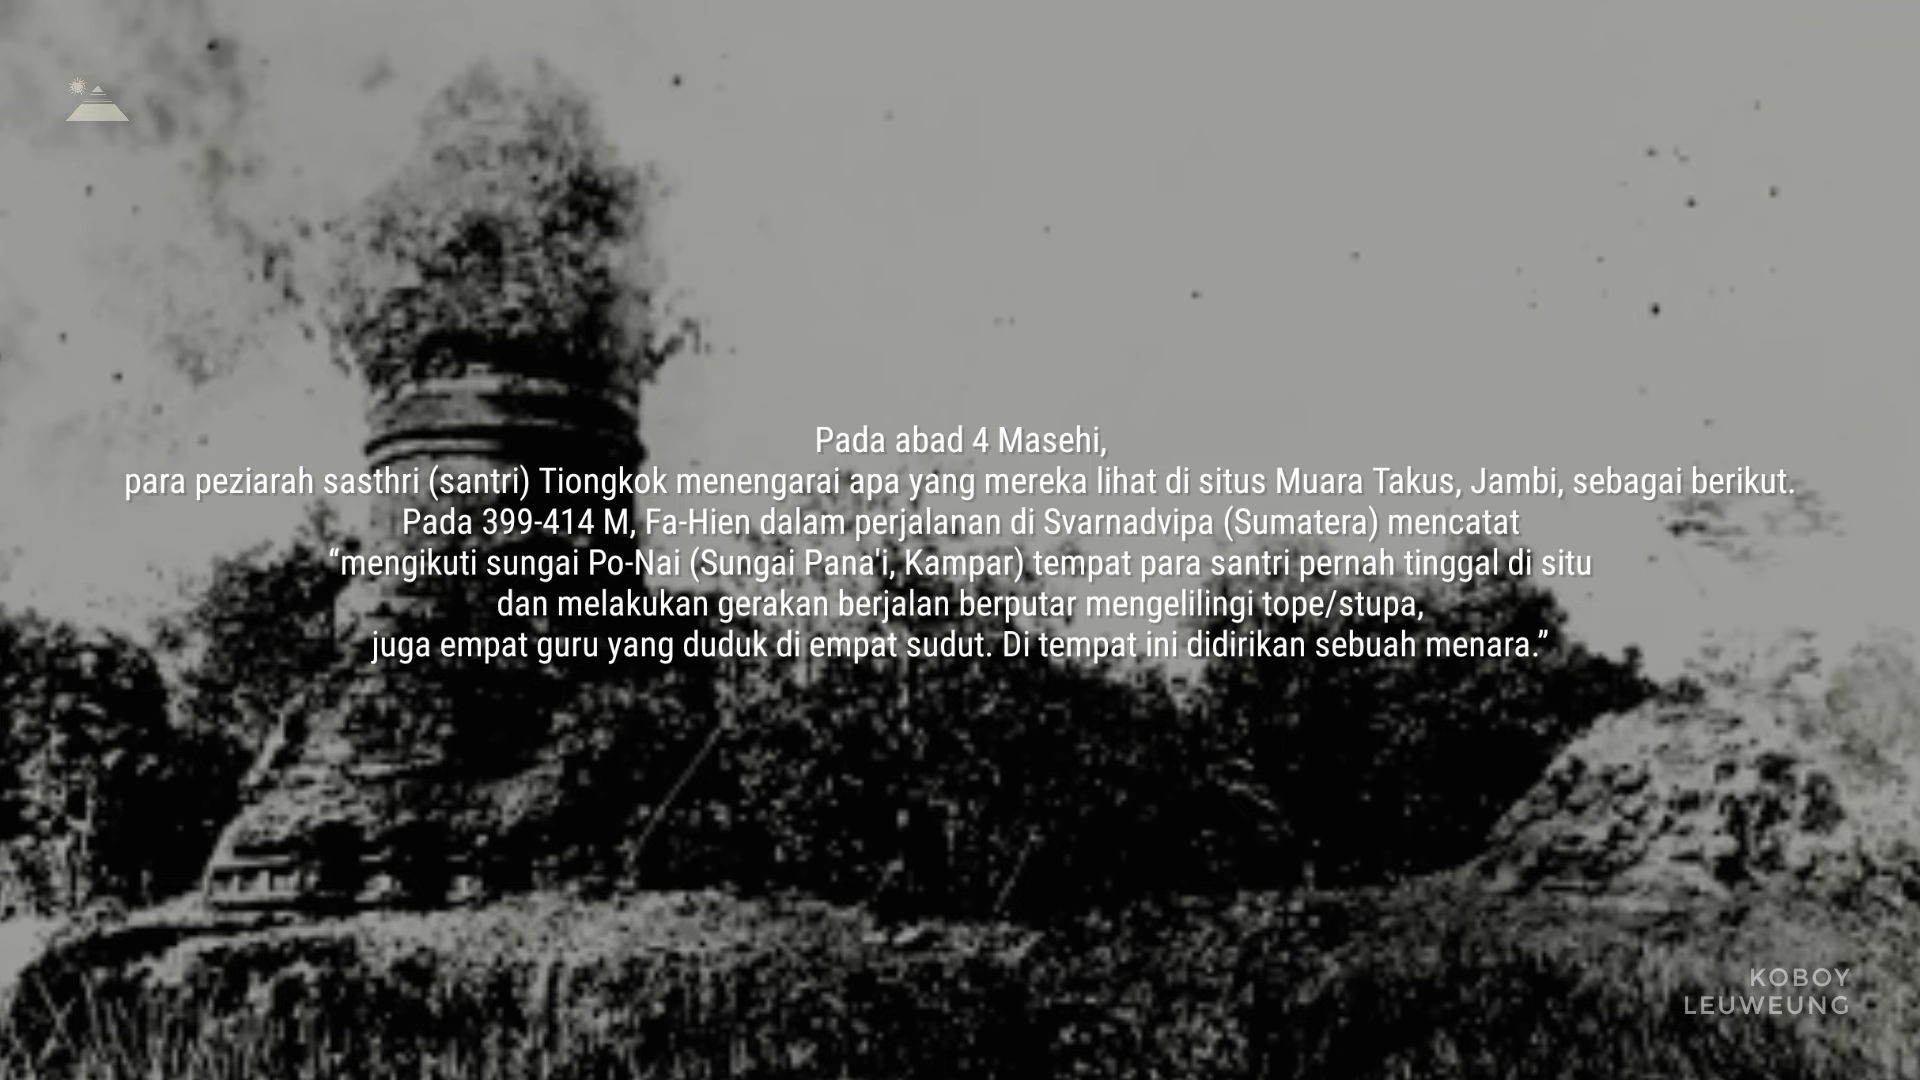 Pada abad 4 Masehi,
para peziarah sasthri (santri) Tiongkok menengarai apa yang mereka lihat di situs Muara Takus, Jambi, sebagai berikut.
Pada 399-414 M, Fa-Hien dalam perjalanan di Svarnadvipa (Sumatera) mencatat
“mengikuti sungai Po-Nai (Sungai Pana'i, Kampar) tempat para santri pernah tinggal di situ
dan melakukan gerakan berjalan berputar mengelilingi tope/stupa,
juga empat guru yang duduk di empat sudut. Di tempat ini didirikan sebuah menara.”
KOBOY
LEUWEUNG